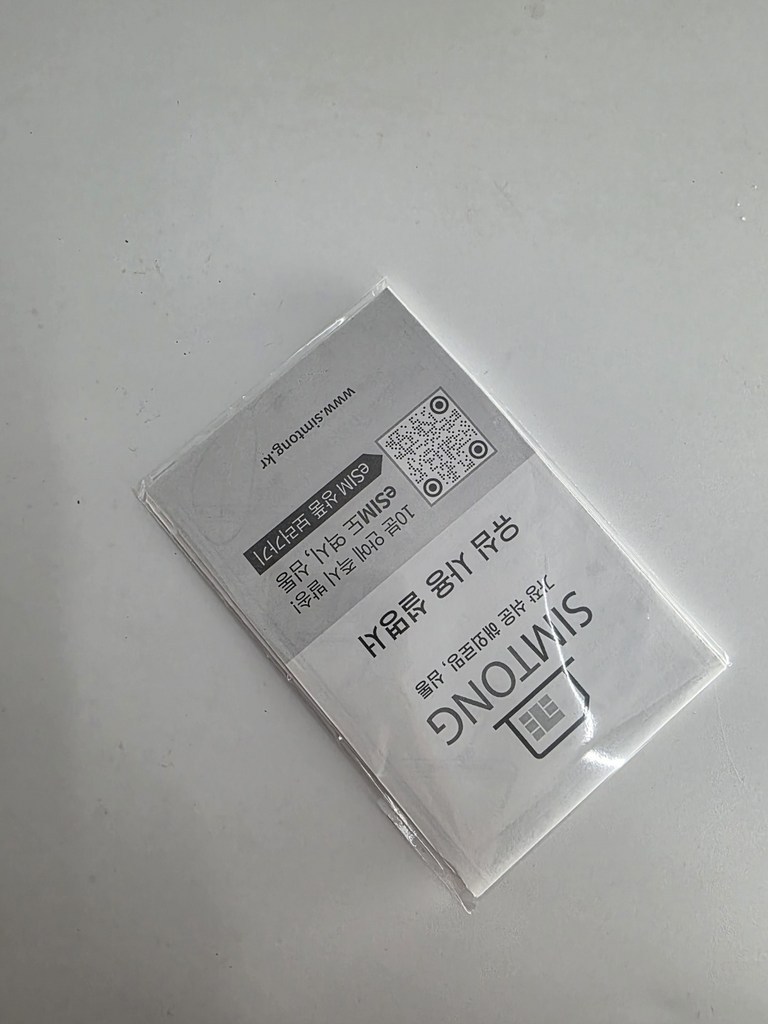 SIMTONG
가장 쉬운 해외로밍, 심통
유심 사용 설명서
10분 안에 즉시 발송!
eSIM도 역시, 심통
eSIM 상품 보러가기
www.simtong.kr